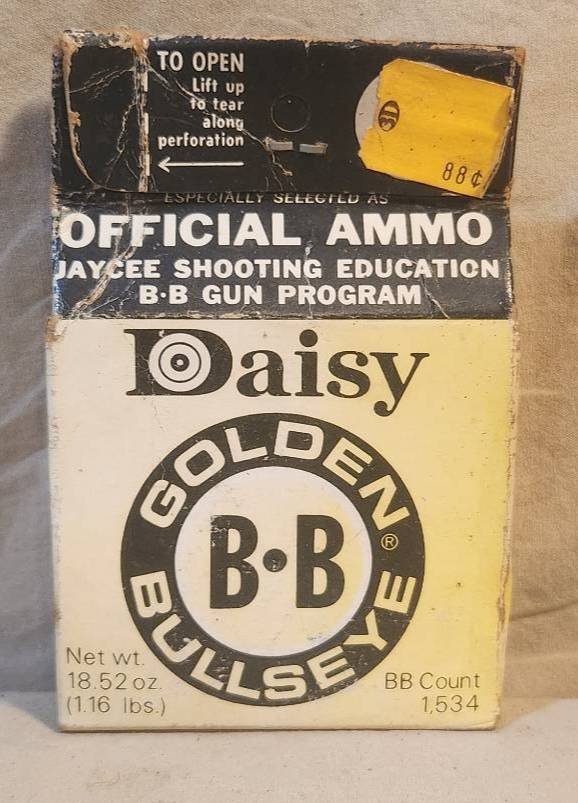 TO OPEN
Lift up
to tear
along
perforation
88¢
ESPECIALLY SELECTED AS
OFFICIAL AMMO
JAYCEE SHOOTING EDUCATION
B·B GUN PROGRAM
Daisy
GOLDEN
B·B
®
BULLSEYE
Net wt.
18.52 oz.
(1.16 lbs.)
BB Count
1,534